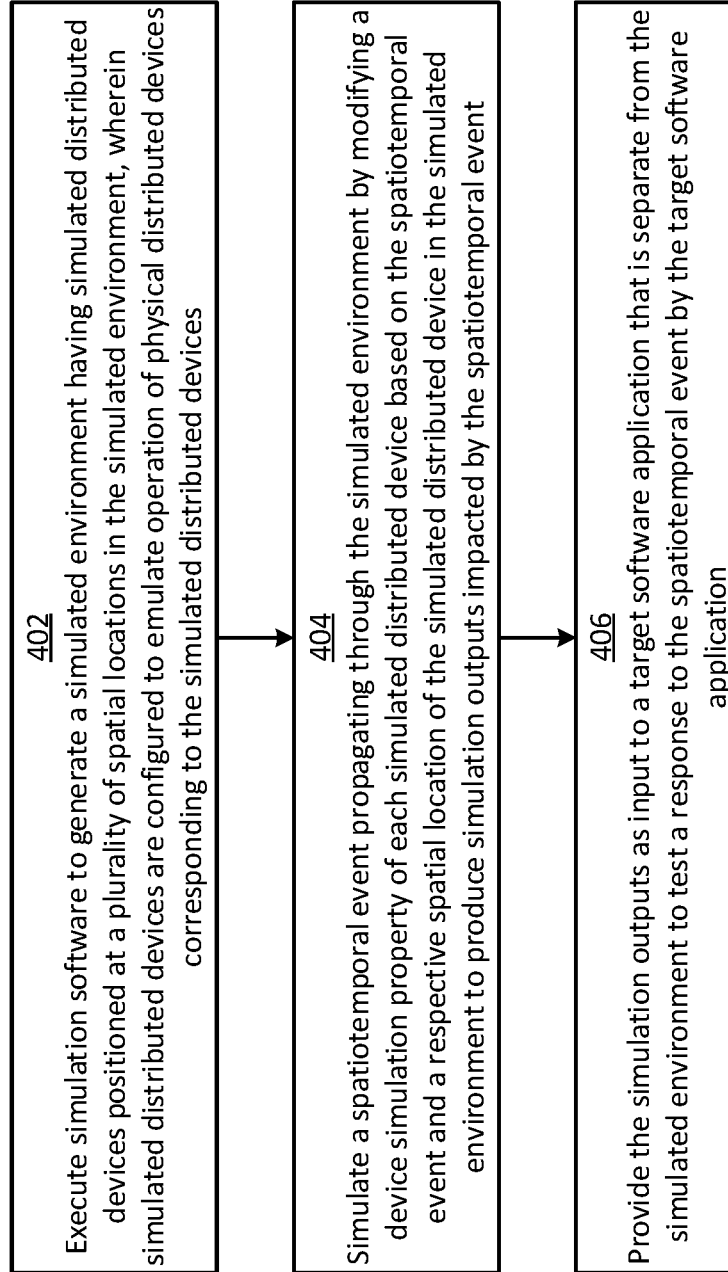 402
Execute simulation software to generate a simulated environment having simulated distributed
devices positioned at a plurality of spatial locations in the simulated environment, wherein
simulated distributed devices are configured to emulate operation of physical distributed devices
corresponding to the simulated distributed devices
404
Simulate a spatiotemporal event propagating through the simulated environment by modifying a
device simulation property of each simulated distributed device based on the spatiotemporal
event and a respective spatial location of the simulated distributed device in the simulated
environment to produce simulation outputs impacted by the spatiotemporal event
406
Provide the simulation outputs as input to a target software application that is separate from the
simulated environment to test a response to the spatiotemporal event by the target software
application